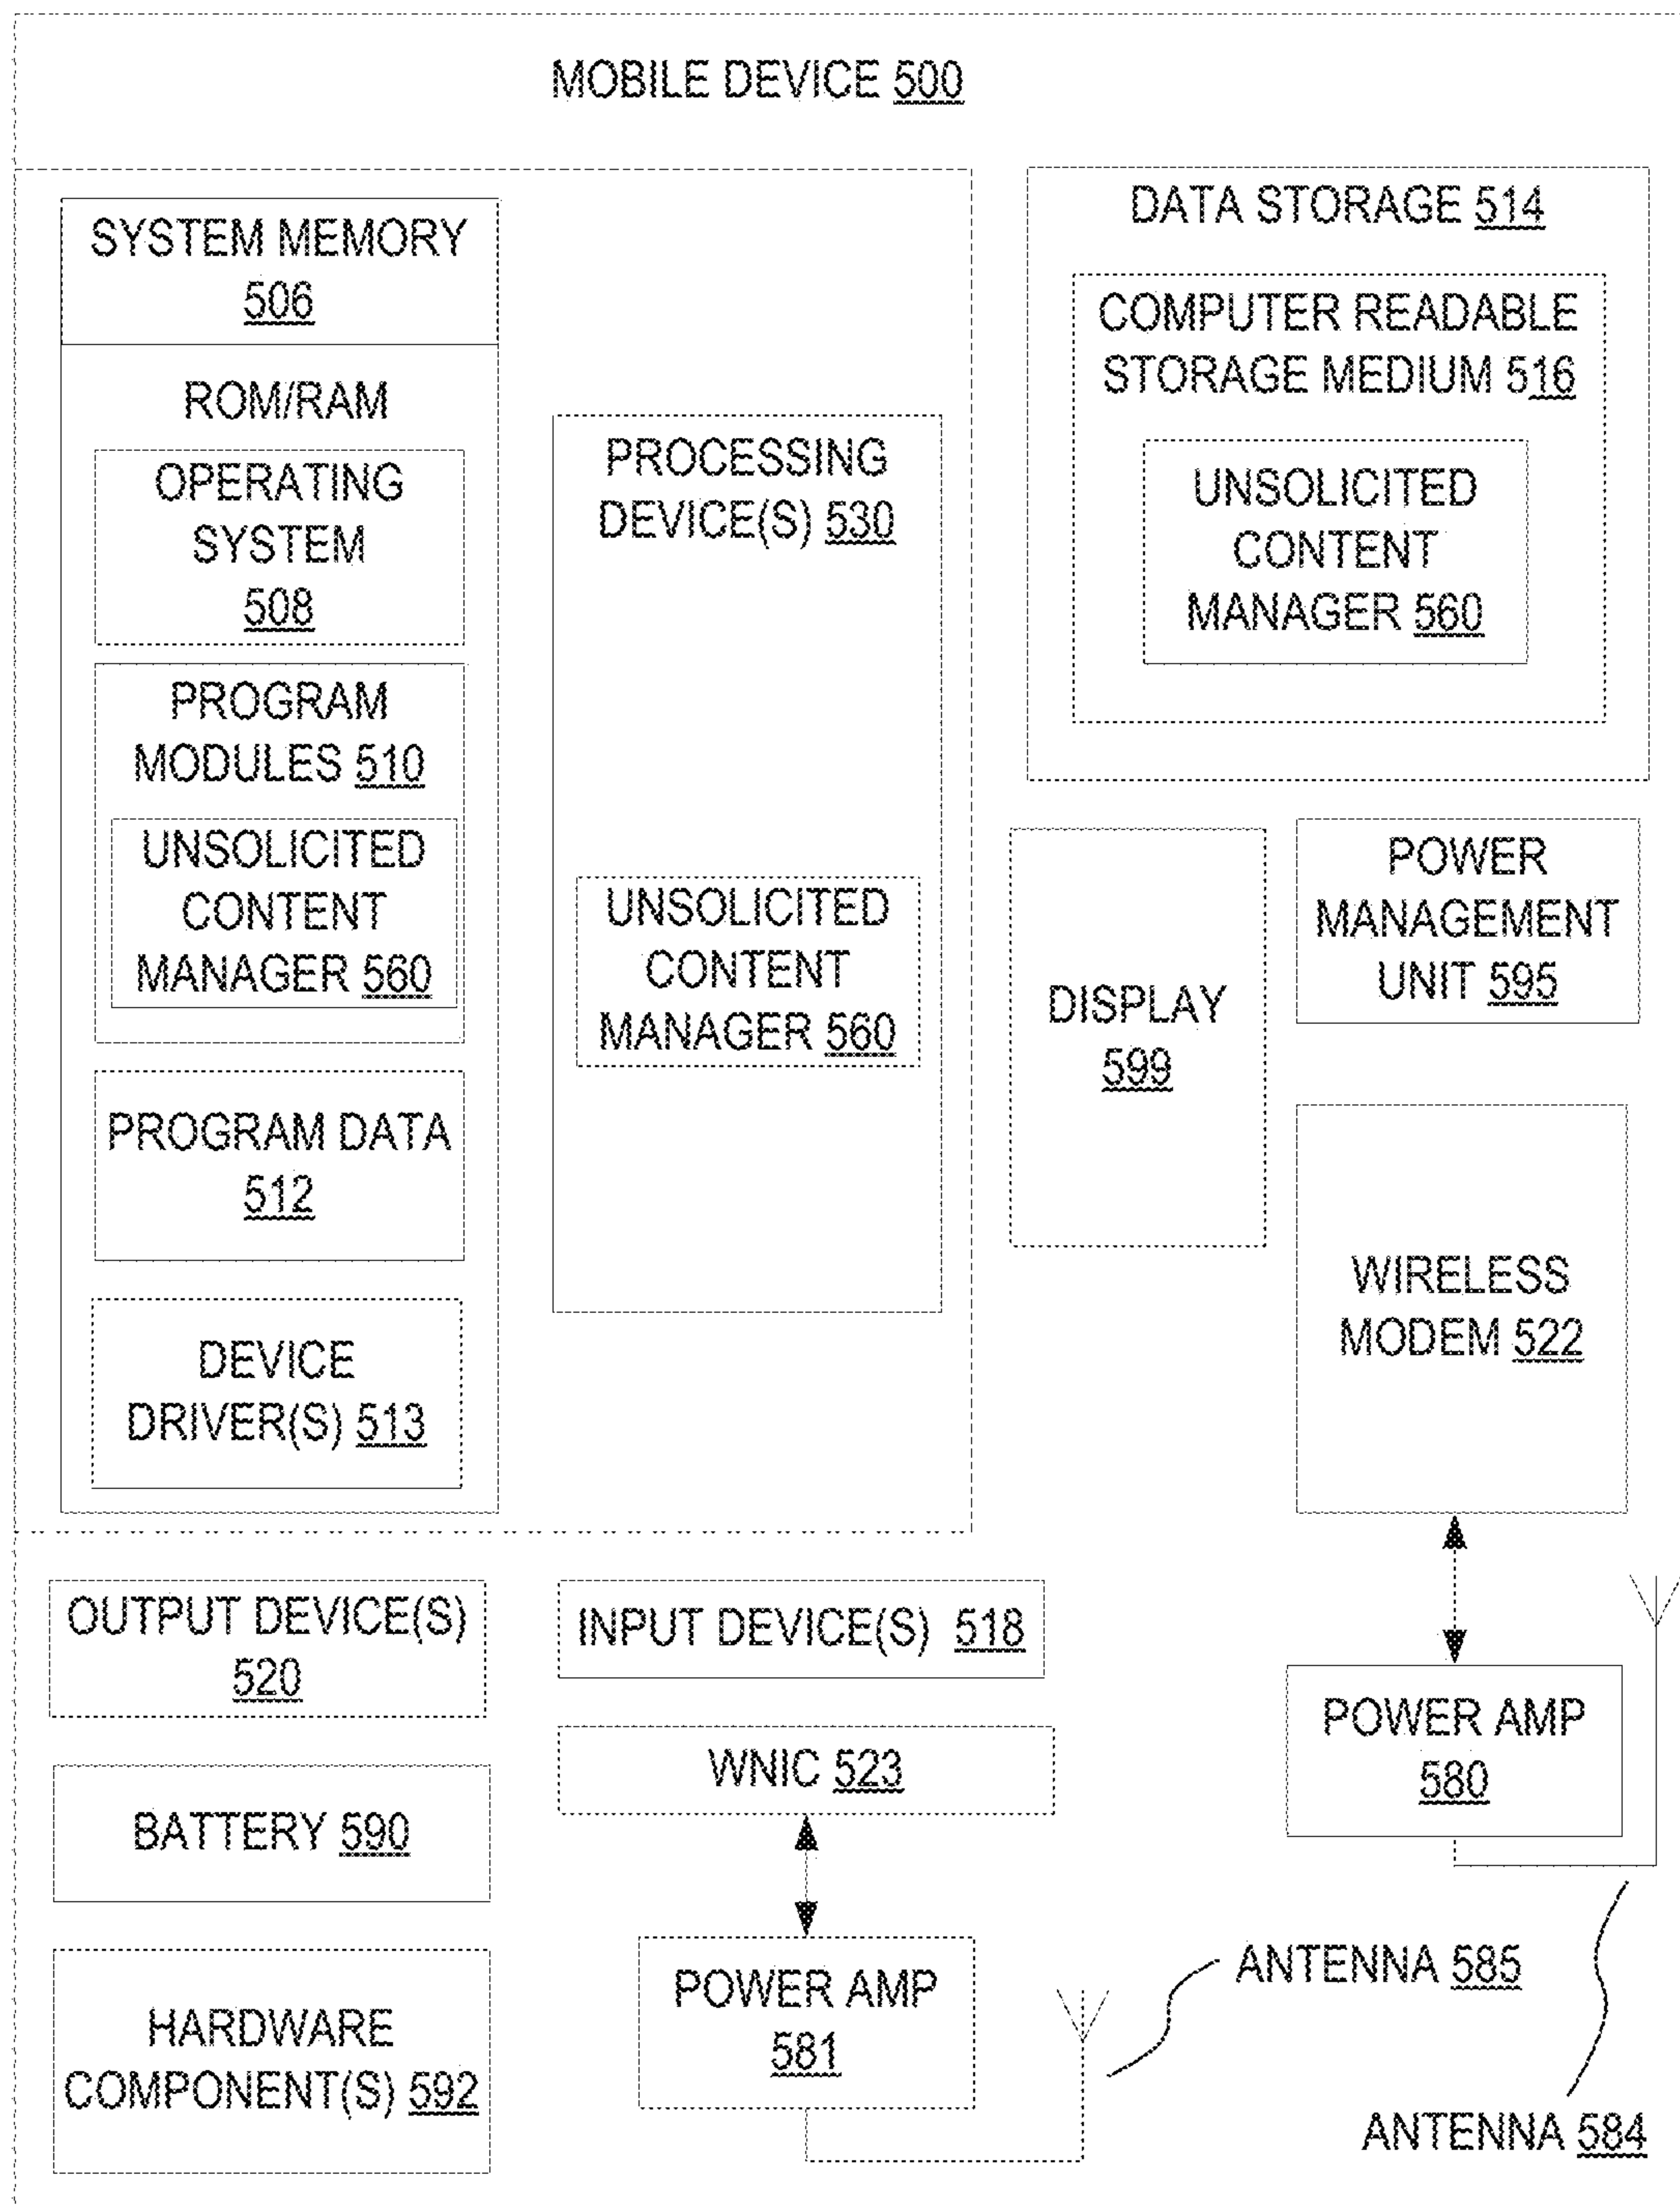 MOBILE DEVICE 500
SYSTEM MEMORY
506
ROM/RAM
OPERATING
SYSTEM
508
PROGRAM
MODULES 510
UNSOLICITED
CONTENT
MANAGER 560
PROGRAM DATA
512
DEVICE
DRIVER(S) 513
PROCESSING
DEVICE(S) 530
UNSOLICITED
CONTENT
MANAGER 560
DATA STORAGE 514
COMPUTER READABLE
STORAGE MEDIUM 516
UNSOLICITED
CONTENT
MANAGER 560
DISPLAY
599
POWER
MANAGEMENT
UNIT 595
WIRELESS
MODEM 522
OUTPUT DEVICE(S)
520
INPUT DEVICE(S) 518
POWER AMP
580
WNIC 523
BATTERY 590
HARDWARE
COMPONENT(S) 592
POWER AMP
581
ANTENNA 585
ANTENNA 584